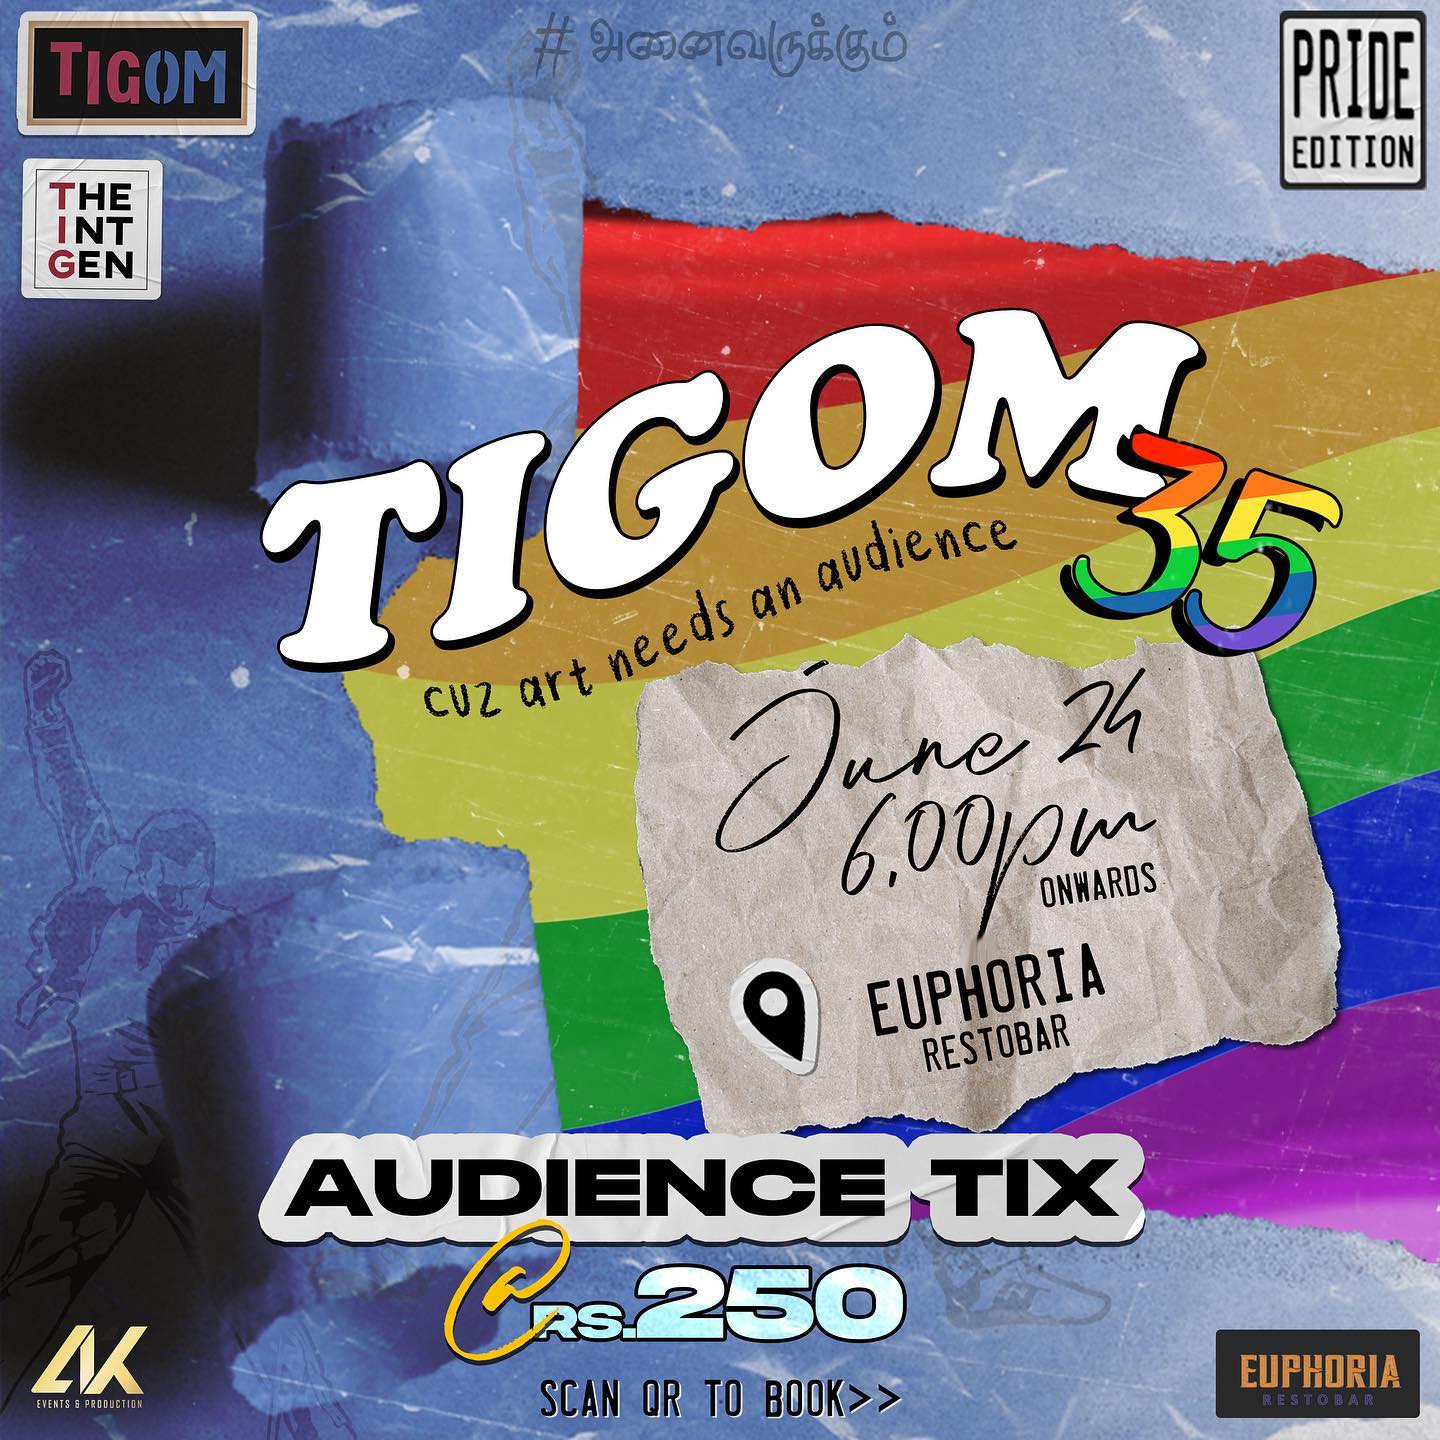 # அனைவருக்கும்
TIGOM
THE
INT
GEN
PRIDE
EDITION
TIGOM
35
cuz art needs an audience
June 24
6.00pm
ONWARDS
EUPHORIA
RESTOBAR
AUDIENCE TIX
@RS.250
SCAN QR TO BOOK>>
AK
EVENTS & PRODUCTION
EUPHORIA
RESTOBAR